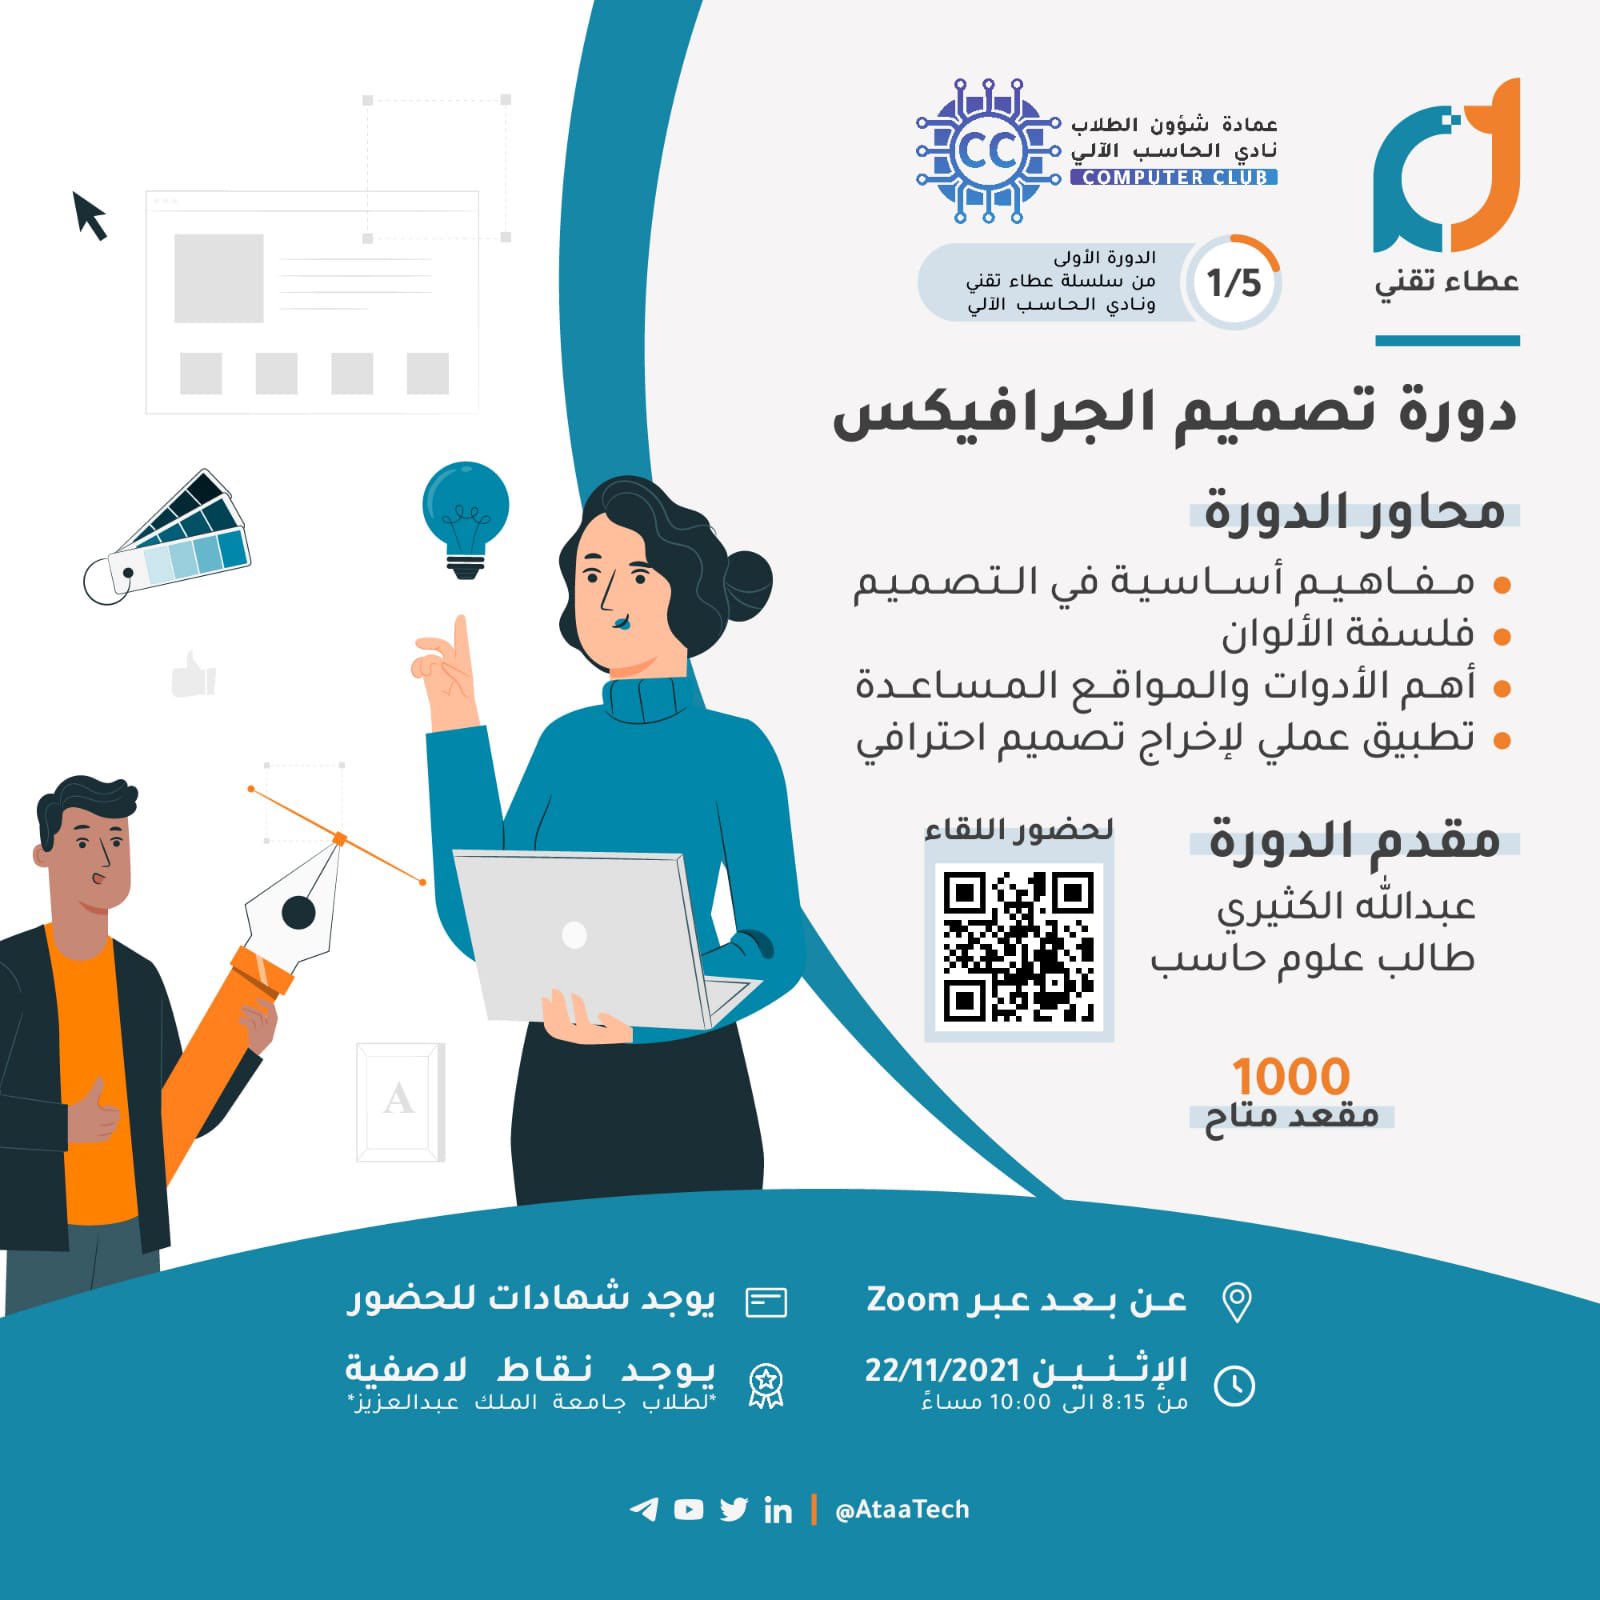 عطاء تقني
عمادة شؤون الطلاب
نادي الحاسب الآلي
COMPUTER CLUB
CC
1/5
الدورة الأولى
من سلسلة عطاء تقني
ونادي الحاسب الآلي
دورة تصميم الجرافيكس
محاور الدورة
• مفاهيم أساسية في التصميم
• فلسفة الألوان
• أهم الأدوات والمواقع المساعدة
• تطبيق عملي لإخراج تصميم احترافي
مقدم الدورة
عبدالله الكثيري
طالب علوم حاسب
لحضور اللقاء
1000
مقعد متاح
A
عن بعد عبر Zoom
الإثنين 22/11/2021
من 8:15 الى 10:00 مساءً
يوجد شهادات للحضور
يوجد نقاط لاصفية
*لطلاب جامعة الملك عبدالعزيز*
in | @AtaaTech